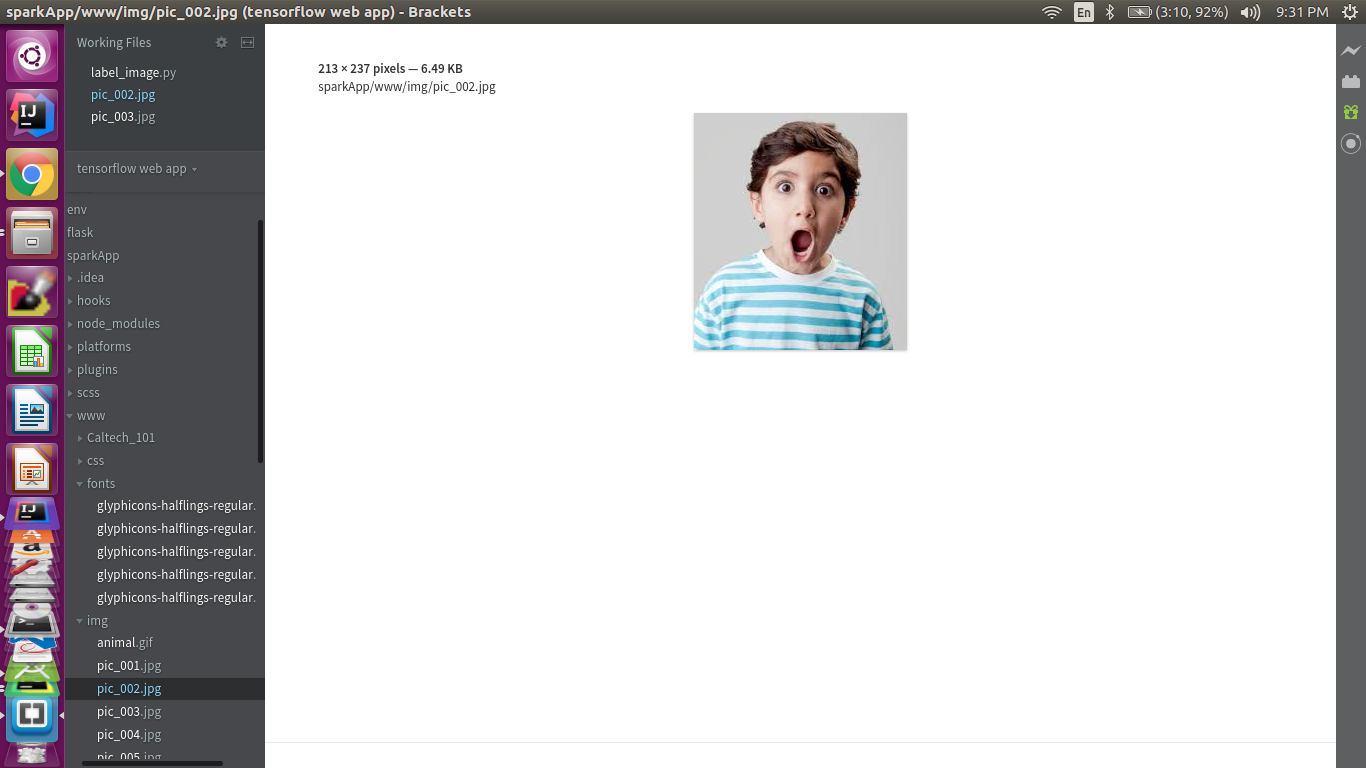 sparkApp/www/img/pic_002.jpg (tensorflow web app) - Brackets
En
(3:10, 92%)
9:31 PM
Working Files
label_image.py
pic_002.jpg
pic_003.jpg
tensorflow web app
env
flask
sparkApp
.idea
hooks
node_modules
platforms
plugins
scss
www
Caltech_101
css
fonts
glyphicons-halflings-regular.
glyphicons-halflings-regular.
glyphicons-halflings-regular.
glyphicons-halflings-regular.
glyphicons-halflings-regular.
img
animal.gif
pic_001.jpg
pic_002.jpg
pic_003.jpg
pic_004.jpg
pic_005.jpg
213 × 237 pixels — 6.49 KB
sparkApp/www/img/pic_002.jpg
IJ
IJ
a
>_